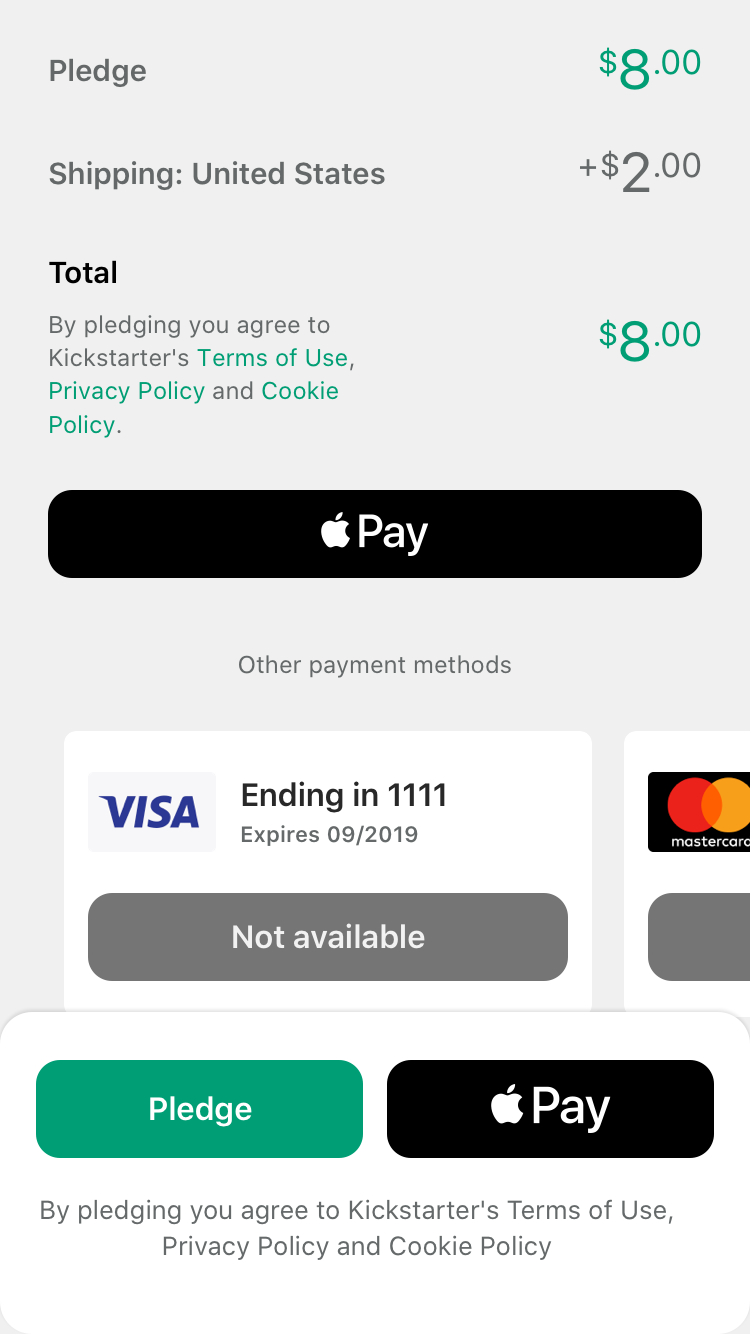 Pledge $8.00
Shipping: United States +$2.00
Total
By pledging you agree to
Kickstarter's Terms of Use,
$8.00
Privacy Policy and Cookie
Policy.
Pay
Other payment methods
VISA Ending in 1111
Expires 09/2019
mastercard
Not available
Pledge Pay
By pledging you agree to Kickstarter's Terms of Use,
Privacy Policy and Cookie Policy